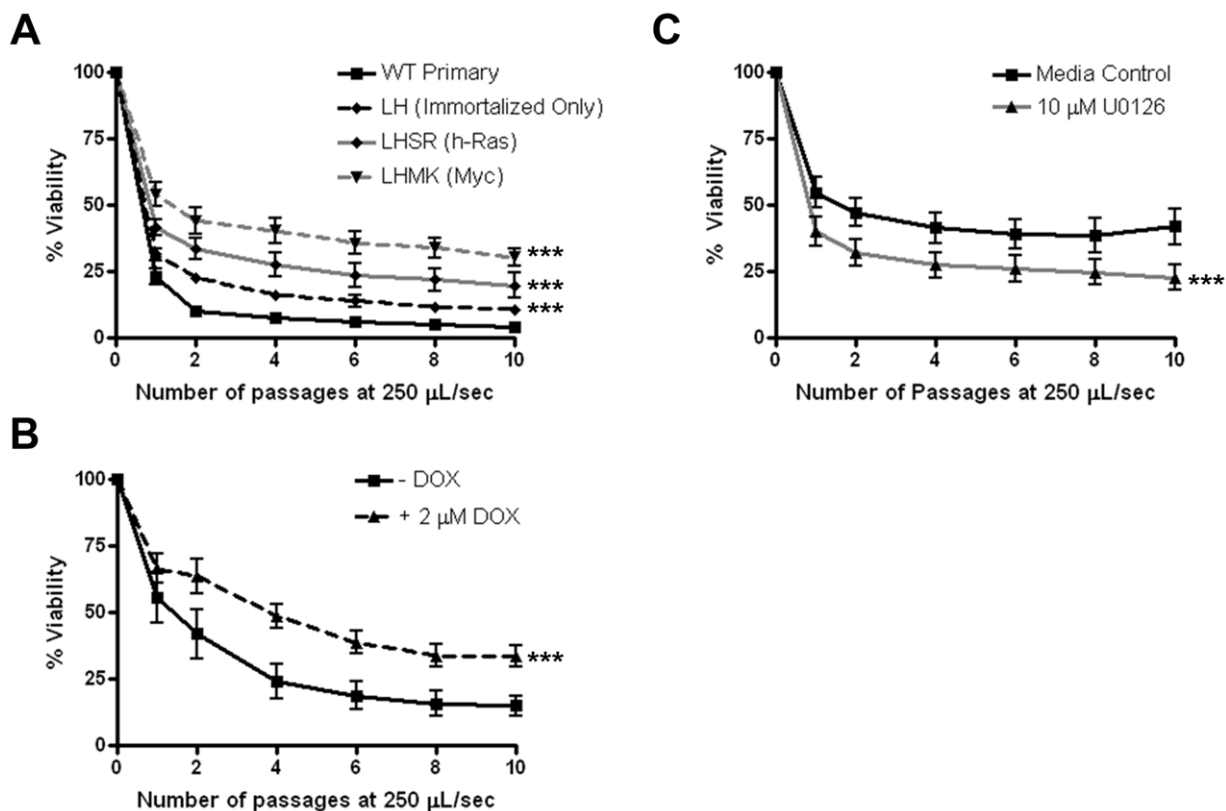 A
% Viability
100
75
50
25
0
WT Primary
LH (Immortalized Only)
LHSR (h-Ras)
LHMK (Myc)
***
***
***
0 2 4 6 8 10
Number of passages at 250 µL/sec
C
% Viability
100
75
50
25
0
Media Control
10 µM U0126
***
0 2 4 6 8 10
Number of Passages at 250 µL/sec
B
% Viability
100
75
50
25
0
- DOX
+ 2 µM DOX
***
0 2 4 6 8 10
Number of passages at 250 µL/sec